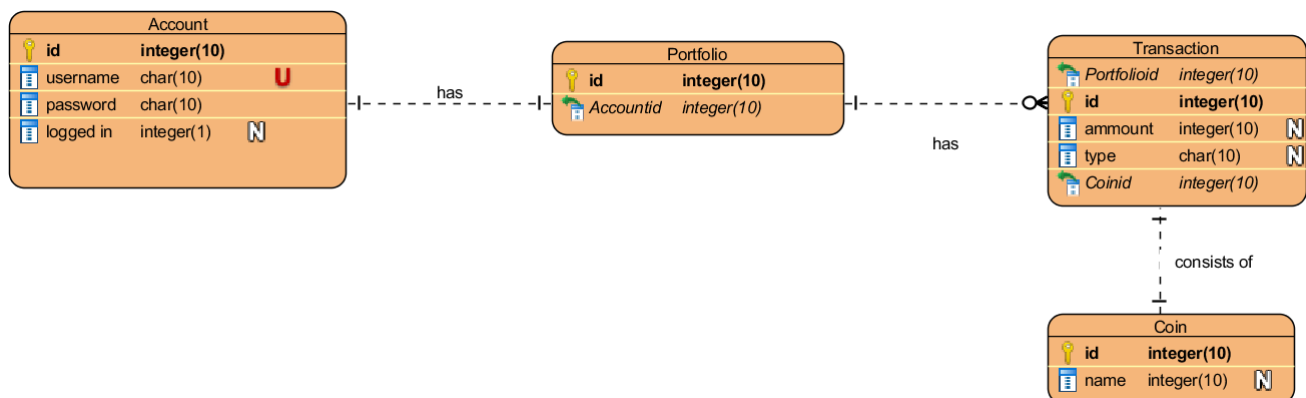 Account
id integer(10)
username char(10) U
password char(10)
logged in integer(1) N
has
Portfolio
id integer(10)
Accountid integer(10)
has
Transaction
Portfolioid integer(10)
id integer(10)
ammount integer(10) N
type char(10) N
Coinid integer(10)
consists of
Coin
id integer(10)
name integer(10) N